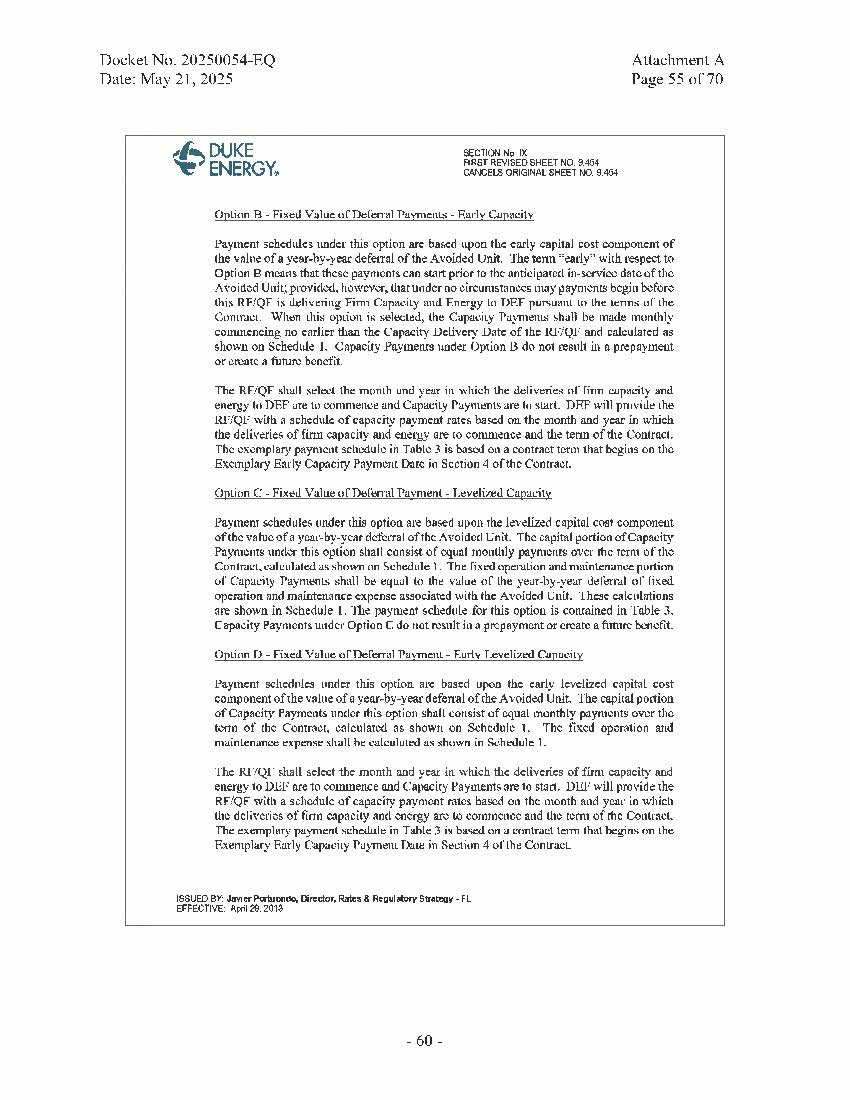 Docket No. 20250054-EQ
Date: May 21, 2025
Attachment A
Page 55 of 70
DUKE
ENERGY®
SECTION No. IX
FIRST REVISED SHEET NO. 9.454
CANCELS ORIGINAL SHEET NO. 9.454
Option B - Fixed Value of Deferral Payments - Early Capacity
Payment schedules under this option are based upon the early capital cost component of
the value of a year-by-year deferral of the Avoided Unit. The term “early” with respect to
Option B means that these payments can start prior to the anticipated in-service date of the
Avoided Unit; provided, however, that under no circumstances may payments begin before
this RF/QF is delivering Firm Capacity and Energy to DEF pursuant to the terms of the
Contract. When this option is selected, the Capacity Payments shall be made monthly
commencing no earlier than the Capacity Delivery Date of the RF/QF and calculated as
shown on Schedule 1. Capacity Payments under Option B do not result in a prepayment
or create a future benefit.
The RF/QF shall select the month and year in which the deliveries of firm capacity and
energy to DEF are to commence and Capacity Payments are to start. DEF will provide the
RF/QF with a schedule of capacity payment rates based on the month and year in which
the deliveries of firm capacity and energy are to commence and the term of the Contract.
The exemplary payment schedule in Table 3 is based on a contract term that begins on the
Exemplary Early Capacity Payment Date in Section 4 of the Contract.
Option C - Fixed Value of Deferral Payment - Levelized Capacity
Payment schedules under this option are based upon the levelized capital cost component
of the value of a year-by-year deferral of the Avoided Unit. The capital portion of Capacity
Payments under this option shall consist of equal monthly payments over the term of the
Contract, calculated as shown on Schedule 1. The fixed operation and maintenance portion
of Capacity Payments shall be equal to the value of the year-by-year deferral of fixed
operation and maintenance expense associated with the Avoided Unit. These calculations
are shown in Schedule 1. The payment schedule for this option is contained in Table 3.
Capacity Payments under Option C do not result in a prepayment or create a future benefit.
Option D - Fixed Value of Deferral Payment - Early Levelized Capacity
Payment schedules under this option are based upon the early levelized capital cost
component of the value of a year-by-year deferral of the Avoided Unit. The capital portion
of Capacity Payments under this option shall consist of equal monthly payments over the
term of the Contract, calculated as shown on Schedule 1. The fixed operation and
maintenance expense shall be calculated as shown in Schedule 1.
The RF/QF shall select the month and year in which the deliveries of firm capacity and
energy to DEF are to commence and Capacity Payments are to start. DEF will provide the
RF/QF with a schedule of capacity payment rates based on the month and year in which
the deliveries of firm capacity and energy are to commence and the term of the Contract.
The exemplary payment schedule in Table 3 is based on a contract term that begins on the
Exemplary Early Capacity Payment Date in Section 4 of the Contract.
ISSUED BY: Javier Portuondo, Director, Rates & Regulatory Strategy - FL
EFFECTIVE: April 29, 2013
- 60 -